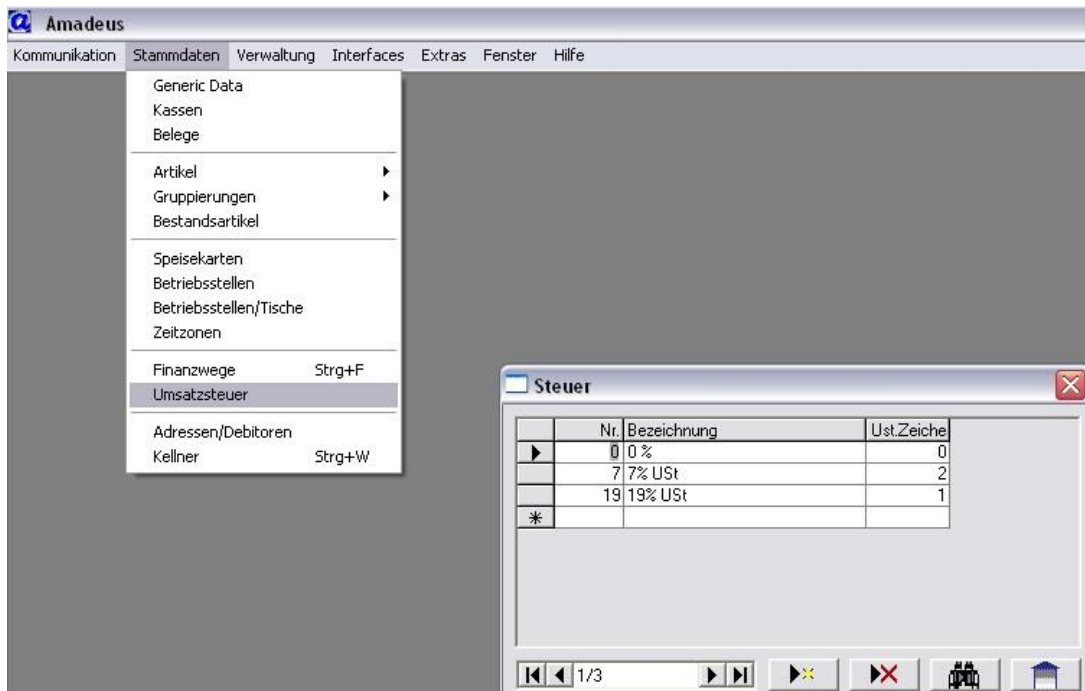 Amadeus
Kommunikation Stammdaten Verwaltung Interfaces Extras Fenster Hilfe
Generic Data
Kassen
Belege
Artikel
Gruppierungen
Bestandsartikel
Speisekarten
Betriebsstellen
Betriebsstellen/Tische
Zeitzonen
Finanzwege Strg+F
Umsatzsteuer
Adressen/Debitoren
Kellner Strg+W
Steuer
Nr. Bezeichnung Ust.Zeiche
0 0 % 0
7 7% USt 2
19 19% USt 1
1/3